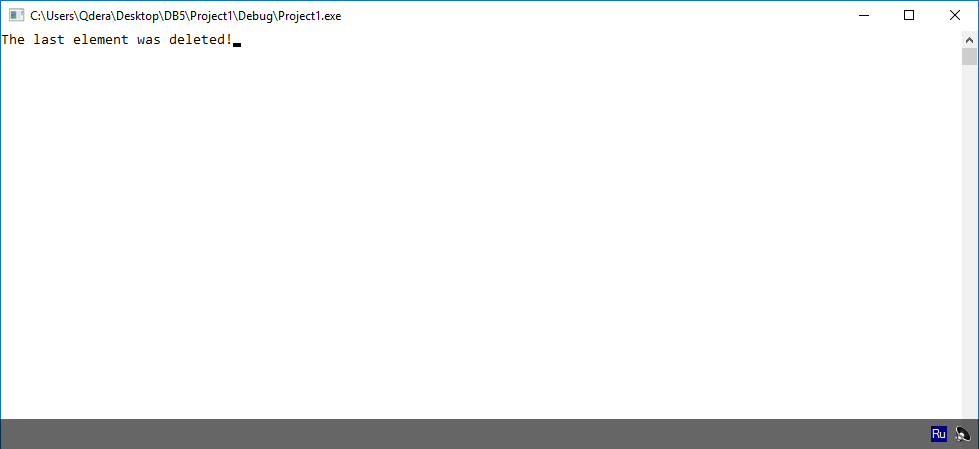 C:\Users\Qdera\Desktop\DB5\Project1\Debug\Project1.exe
The last element was deleted!
Ru